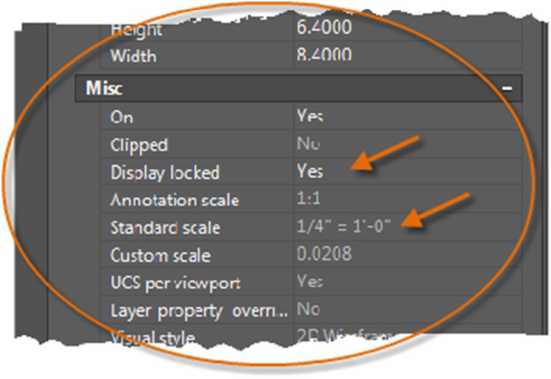 Height 6.4000
Width 8.4000
Misc
On Yes
Clipped No
Display locked Yes
Annotation scale 1:1
Standard scale 1/4" = 1'-0"
Custom scale 0.0208
UCS per viewport Yes
Layer property overri... No
Visual style 2D Wirefra